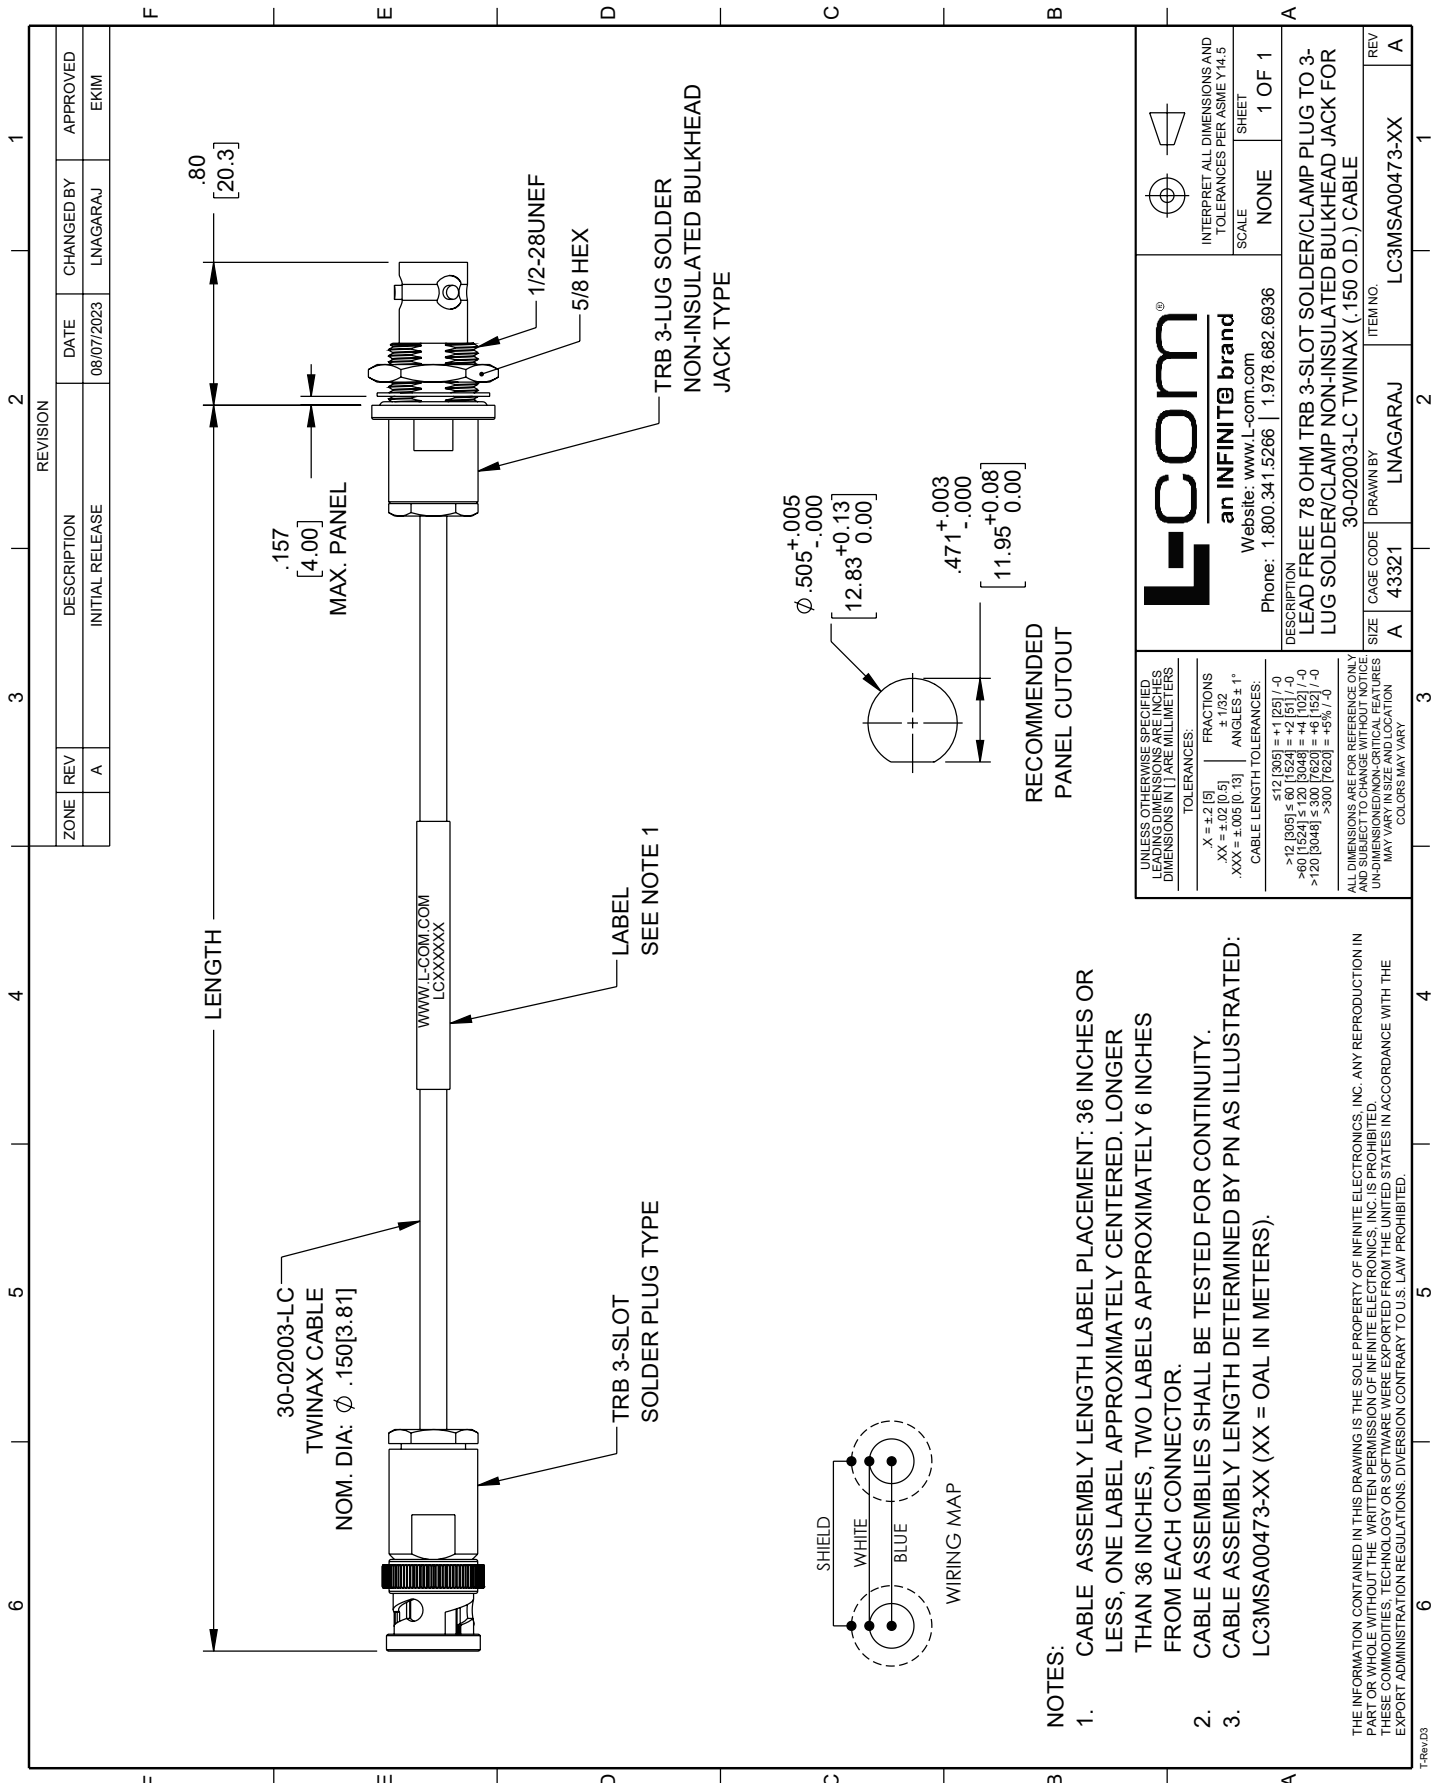 REVISION
ZONE REV DESCRIPTION DATE CHANGED BY APPROVED
A INITIAL RELEASE 08/07/2023 LNAGARAJ EKIM
6 5 4 3 2 1
F
E
D
C
B
A
LENGTH
.80
[20.3]
.157
[4.00]
MAX. PANEL
30-02003-LC
TWINAX CABLE
NOM. DIA: Ø .150[3.81]
WWW.L-COM.COM
LCXXXXXX
1/2-28UNEF
5/8 HEX
TRB 3-LUG SOLDER
NON-INSULATED BULKHEAD
JACK TYPE
TRB 3-SLOT
SOLDER PLUG TYPE
LABEL
SEE NOTE 1
SHIELD
WHITE
BLUE
WIRING MAP
Ø .505 +.005 -.000
[12.83 +0.13 0.00]
.471 +.003 -.000
[11.95 +0.08 0.00]
RECOMMENDED
PANEL CUTOUT
NOTES:
1. CABLE ASSEMBLY LENGTH LABEL PLACEMENT: 36 INCHES OR
LESS, ONE LABEL APPROXIMATELY CENTERED. LONGER
THAN 36 INCHES, TWO LABELS APPROXIMATELY 6 INCHES
FROM EACH CONNECTOR.
2. CABLE ASSEMBLIES SHALL BE TESTED FOR CONTINUITY.
3. CABLE ASSEMBLY LENGTH DETERMINED BY PN AS ILLUSTRATED:
LC3MSA00473-XX (XX = OAL IN METERS).
THE INFORMATION CONTAINED IN THIS DRAWING IS THE SOLE PROPERTY OF INFINITE ELECTRONICS, INC. ANY REPRODUCTION IN
PART OR WHOLE WITHOUT THE WRITTEN PERMISSION OF INFINITE ELECTRONICS, INC. IS PROHIBITED.
THESE COMMODITIES, TECHNOLOGY OR SOFTWARE WERE EXPORTED FROM THE UNITED STATES IN ACCORDANCE WITH THE
EXPORT ADMINISTRATION REGULATIONS. DIVERSION CONTRARY TO U.S. LAW PROHIBITED.
UNLESS OTHERWISE SPECIFIED
LEADING DIMENSIONS ARE INCHES
DIMENSIONS IN [ ] ARE MILLIMETERS
TOLERANCES:
.X = ±.2 [5] FRACTIONS
.XX = ±.02 [0.5] ± 1/32
.XXX = ±.005 [0.13] ANGLES ± 1°
CABLE LENGTH TOLERANCES:
≤12 [305] = +1 [25] / -0
>12 [305] ≤ 60 [1524] = +2 [51] / -0
>60 [1524] ≤ 120 [3048] = +4 [102] / -0
>120 [3048] ≤ 300 [7620] = +6 [152] / -0
>300 [7620] = +5% / -0
ALL DIMENSIONS ARE FOR REFERENCE ONLY
AND SUBJECT TO CHANGE WITHOUT NOTICE.
UN-DIMENSIONED/NON-CRITICAL FEATURES
MAY VARY IN SIZE AND LOCATION
COLORS MAY VARY
L-com®
an INFINITE brand
Website: www.L-com.com
Phone: 1.800.341.5266 | 1.978.682.6936
INTERPRET ALL DIMENSIONS AND
TOLERANCES PER ASME Y14.5
SCALE NONE SHEET 1 OF 1
DESCRIPTION
LEAD FREE 78 OHM TRB 3-SLOT SOLDER/CLAMP PLUG TO 3-
LUG SOLDER/CLAMP NON-INSULATED BULKHEAD JACK FOR
30-02003-LC TWINAX (.150 O.D.) CABLE
SIZE A CAGE CODE 43321 DRAWN BY LNAGARAJ ITEM NO. LC3MSA00473-XX REV A
6 5 4 3 2 1
F
E
D
C
B
A
T-Rev.D3